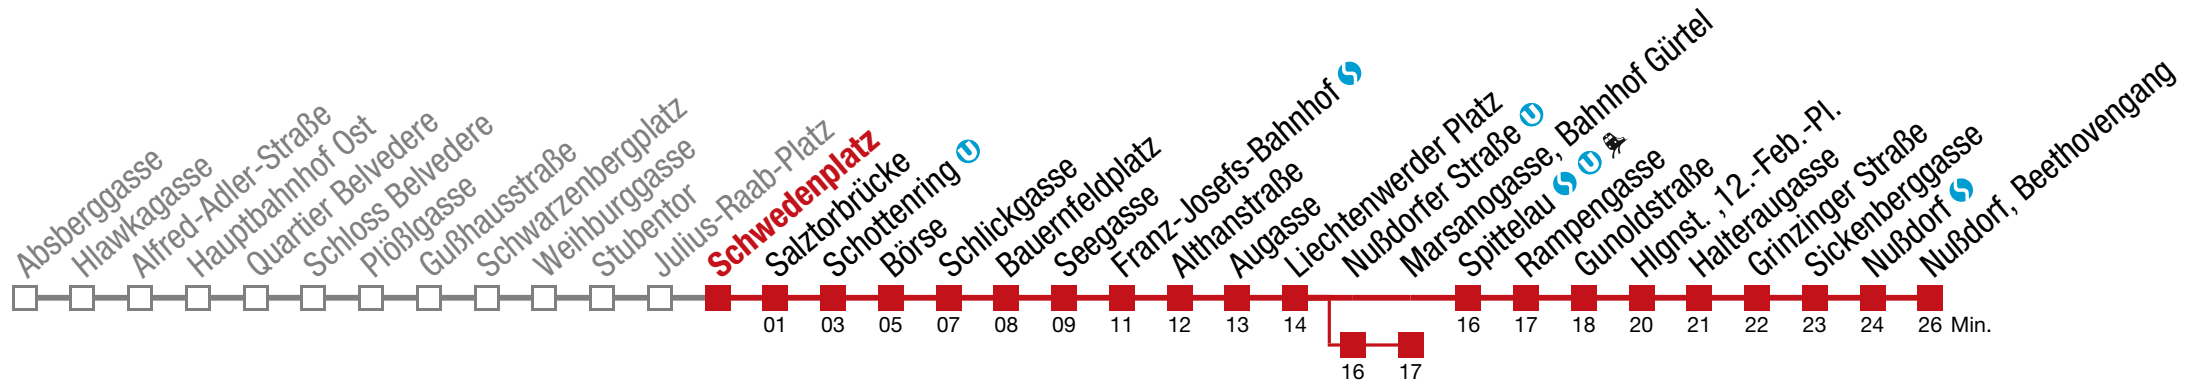 Absberggasse
Hlawkagasse
Alfred-Adler-Straße
Hauptbahnhof Ost
Quartier Belvedere
Schloss Belvedere
Plößlgasse
Gußhausstraße
Schwarzenbergplatz
Weihburggasse
Stubentor
Julius-Raab-Platz
Schwedenplatz
Salztorbrücke
Schottenring U
Börse
Schlickgasse
Bauernfeldplatz
Seegasse
Franz-Josefs-Bahnhof S
Althanstraße
Augasse
Liechtenwerder Platz
Nußdorfer Straße U
Marsanogasse, Bahnhof Gürtel
Spittelau S U
Rampengasse
Gunoldstraße
Hlgnst. , 12.-Feb.-Pl.
Halteraugasse
Grinzinger Straße
Sickenberggasse
Nußdorf S
Nußdorf, Beethovengang
01 03 05 07 08 09 11 12 13 14 16 17 18 20 21 22 23 24 26 Min.
16 17